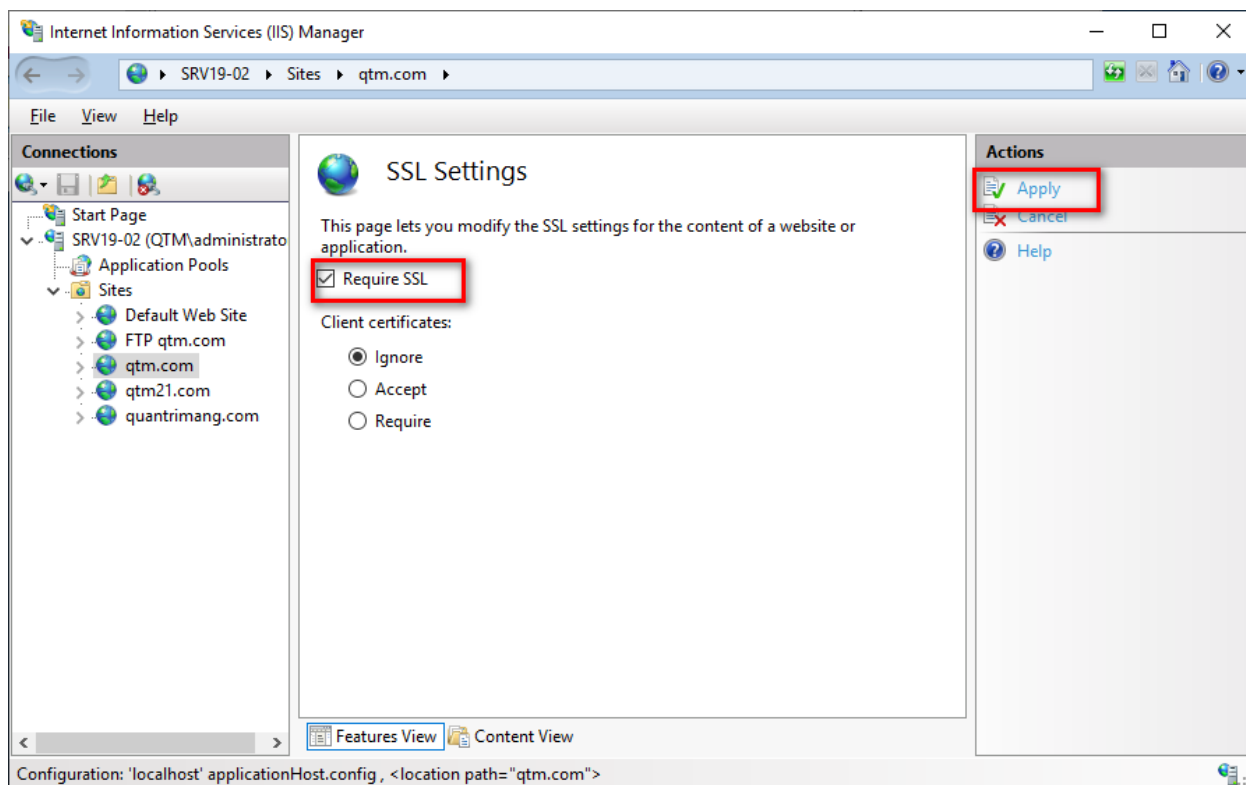 Internet Information Services (IIS) Manager
SRV19-02 Sites qtm.com
File View Help
Connections
Start Page
SRV19-02 (QTM\administrato
Application Pools
Sites
Default Web Site
FTP qtm.com
qtm.com
qtm21.com
quantrimang.com
SSL Settings
This page lets you modify the SSL settings for the content of a website or
application.
Require SSL
Client certificates:
Ignore
Accept
Require
Features View Content View
Actions
Apply
Cancel
Help
Configuration: 'localhost' applicationHost.config , <location path="qtm.com">